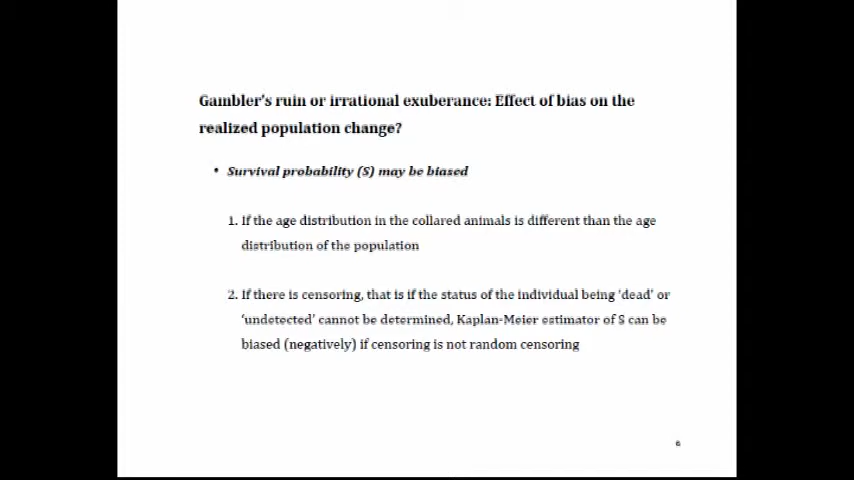 Gambler's ruin or irrational exuberance: Effect of bias on the
realized population change?
• Survival probability (S) may be biased
1. If the age distribution in the collared animals is different than the age
distribution of the population
2. If there is censoring, that is if the status of the individual being 'dead' or
'undetected' cannot be determined, Kaplan-Meier estimator of S can be
biased (negatively) if censoring is not random censoring
6